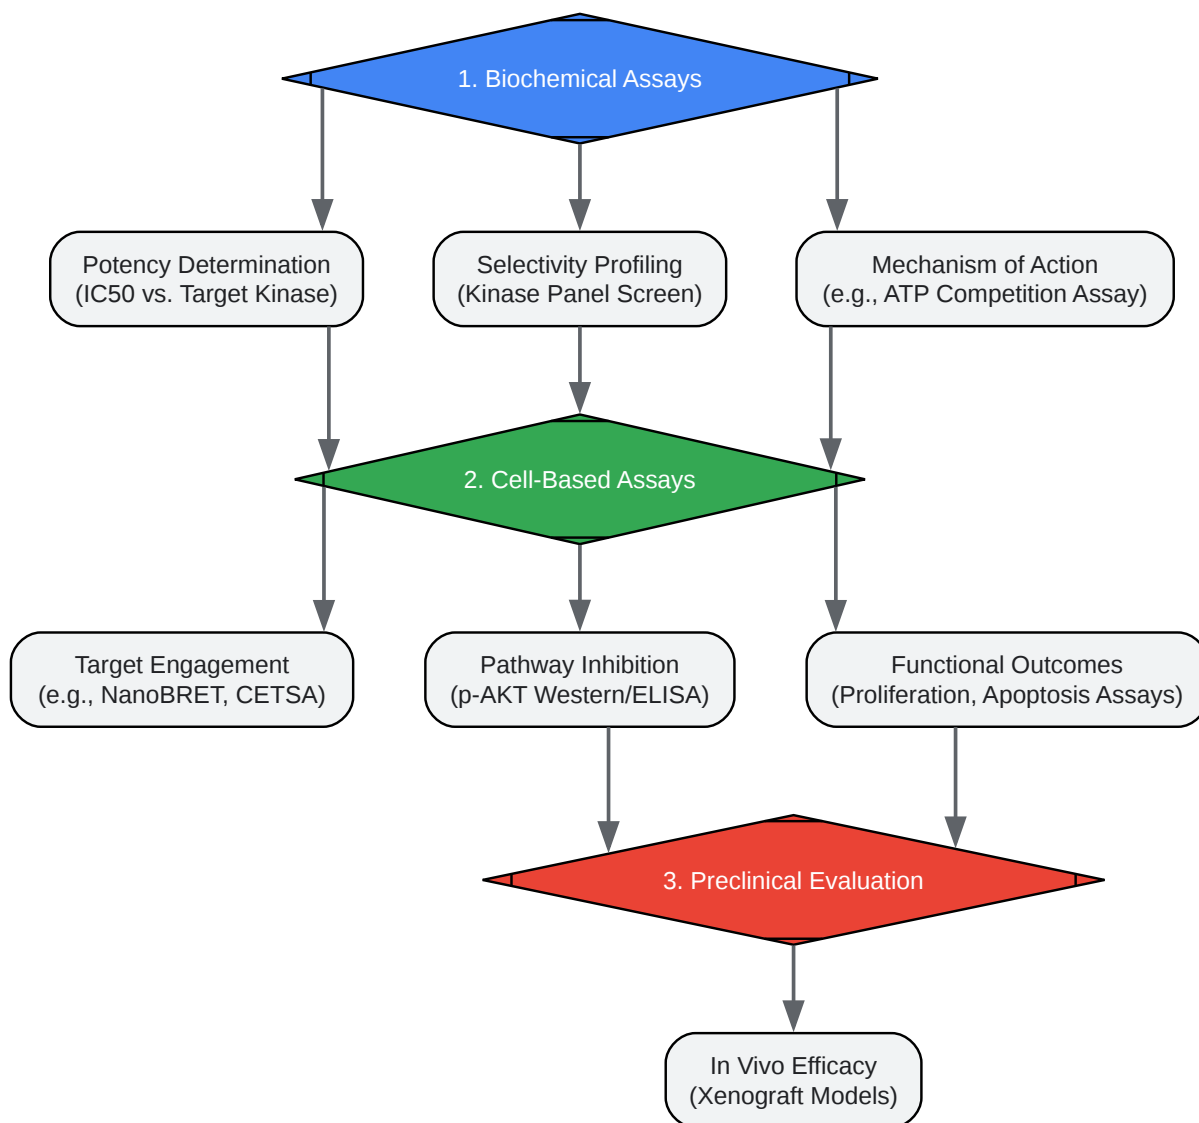 1. Biochemical Assays
Potency Determination
(IC50 vs. Target Kinase)
Selectivity Profiling
(Kinase Panel Screen)
Mechanism of Action
(e.g., ATP Competition Assay)
2. Cell-Based Assays
Target Engagement
(e.g., NanoBRET, CETSA)
Pathway Inhibition
(p-AKT Western/ELISA)
Functional Outcomes
(Proliferation, Apoptosis Assays)
3. Preclinical Evaluation
In Vivo Efficacy
(Xenograft Models)